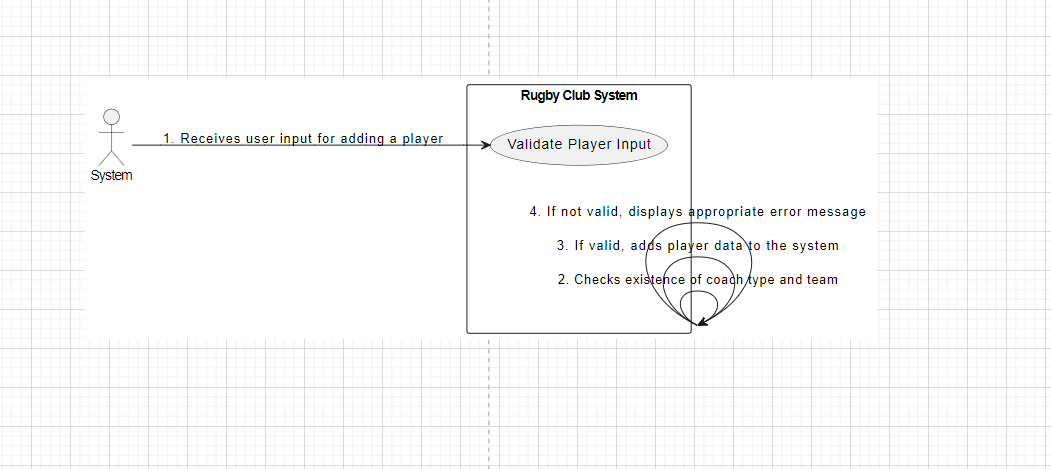 Rugby Club System
1. Receives user input for adding a player
Validate Player Input
System
4. If not valid, displays appropriate error message
3. If valid, adds player data to the system
2. Checks existence of coach type and team